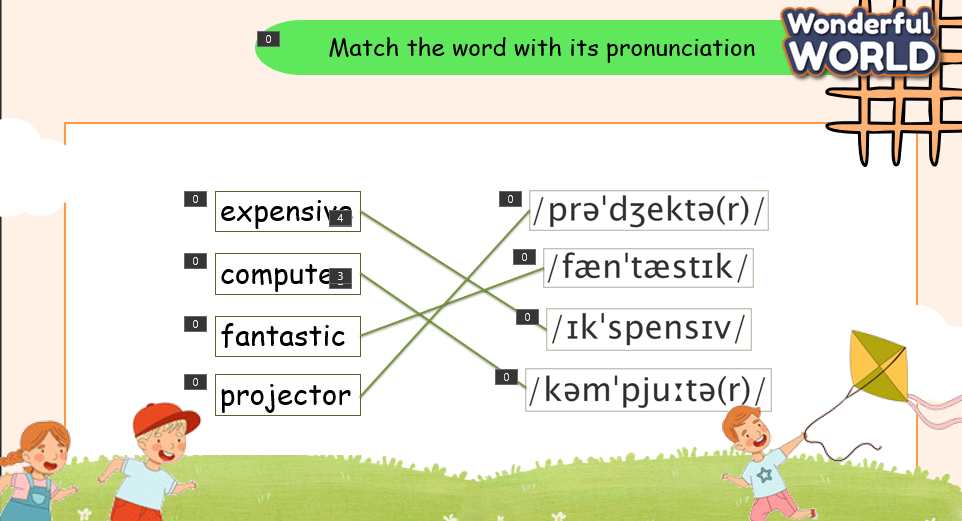 0
Match the word with its pronunciation
Wonderful
WORLD
0
expensive
4
0
/prəˈdʒektə(r)/
0
compute
3
0
/fænˈtæstɪk/
0
fantastic
0
/ɪkˈspensɪv/
0
projector
0
/kəmˈpjuːtə(r)/